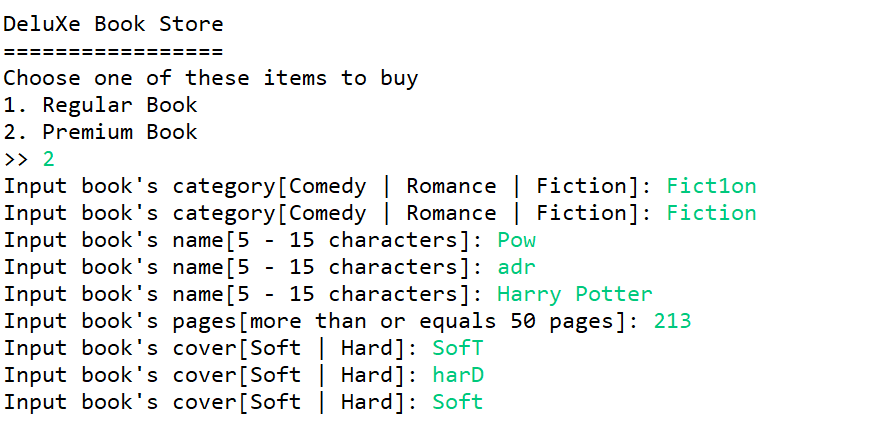 DeluXe Book Store
=================
Choose one of these items to buy
1. Regular Book
2. Premium Book
>> 2
Input book's category[Comedy | Romance | Fiction]: Fict1on
Input book's category[Comedy | Romance | Fiction]: Fiction
Input book's name[5 - 15 characters]: Pow
Input book's name[5 - 15 characters]: adr
Input book's name[5 - 15 characters]: Harry Potter
Input book's pages[more than or equals 50 pages]: 213
Input book's cover[Soft | Hard]: SofT
Input book's cover[Soft | Hard]: harD
Input book's cover[Soft | Hard]: Soft